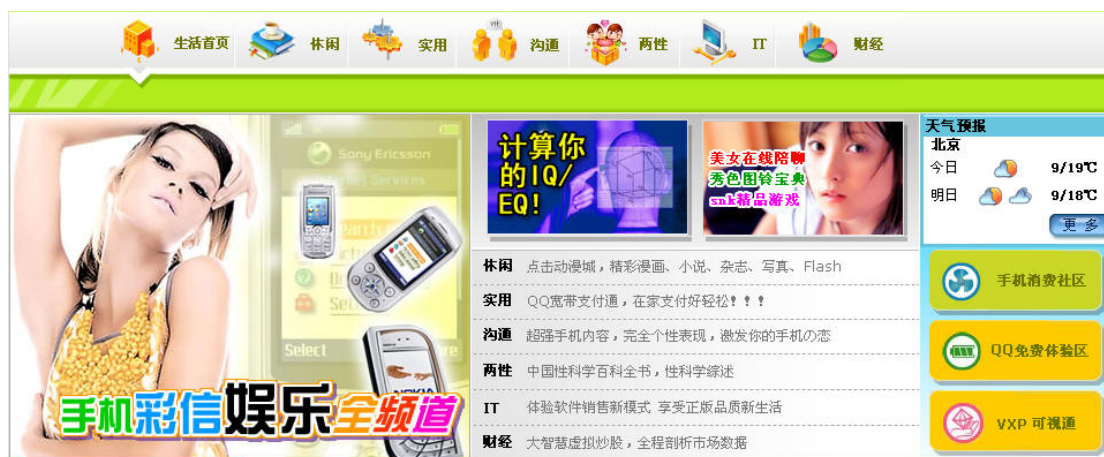 生活首页
休闲
实用
沟通
两性
IT
财经
Sony Ericsson
Services
Select
手机彩信娱乐全频道
计算你
的IQ/
EQ!
美女在线陪聊
秀色图铃宝典
snk精品游戏
休闲 点击动漫城，精彩漫画、小说、杂志、写真、Flash
实用 QQ宽带支付通，在家支付好轻松！！！
沟通 超强手机内容，完全个性表现，激发你的手机の恋
两性 中国性科学百科全书，性科学综述
IT 体验软件销售新模式 享受正版品质新生活
财经 大智慧虚拟炒股，全程剖析市场数据
天气预报
北京
今日 9/19℃
明日 9/18℃
更 多
手机消费社区
QQ免费体验区
VXP 可视通